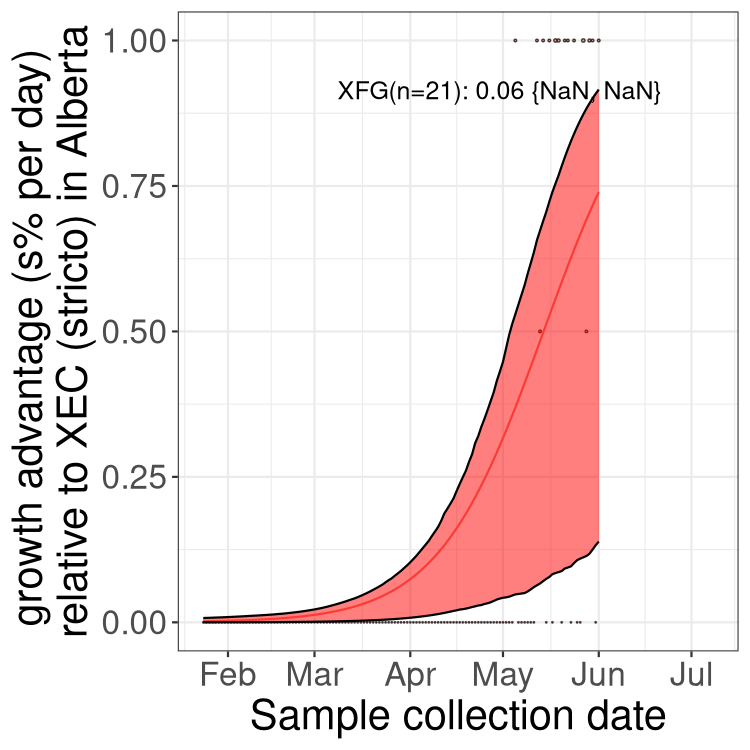 growth advantage (s% per day)
relative to XEC (stricto) in Alberta
1.00
0.75
0.50
0.25
0.00
XFG(n=21): 0.06 {NaN, NaN}
Feb Mar Apr May Jun Jul
Sample collection date